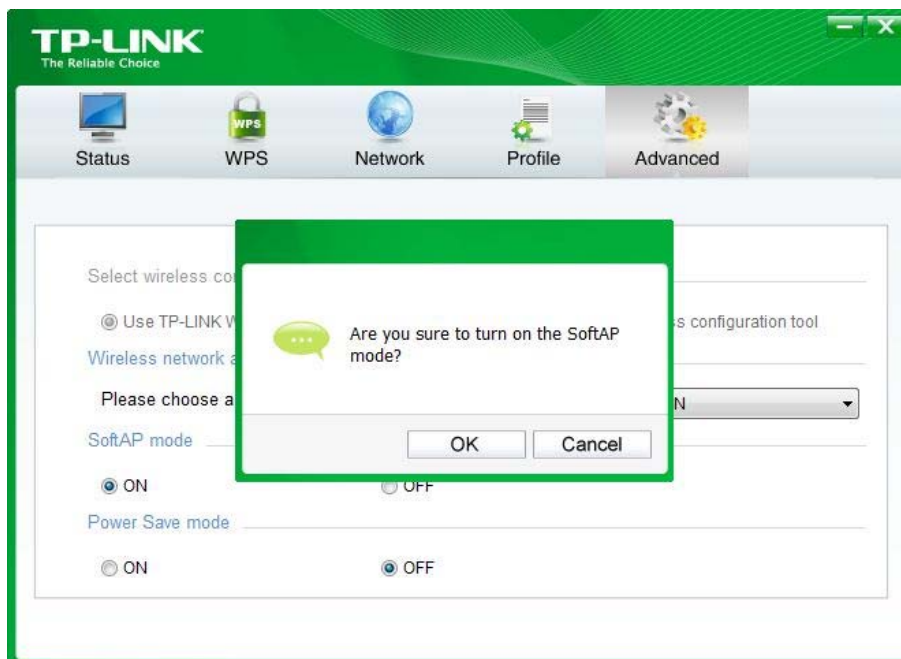 TP-LINK
The Reliable Choice
WPS
Status
WPS
Network
Profile
Advanced
Select wireless
Use TP-LINK
configuration tool
Wireless network
Are you sure to turn on the SoftAP
mode?
Please choose a
N
OK
Cancel
SoftAP mode
ON
OFF
Power Save mode
ON
OFF